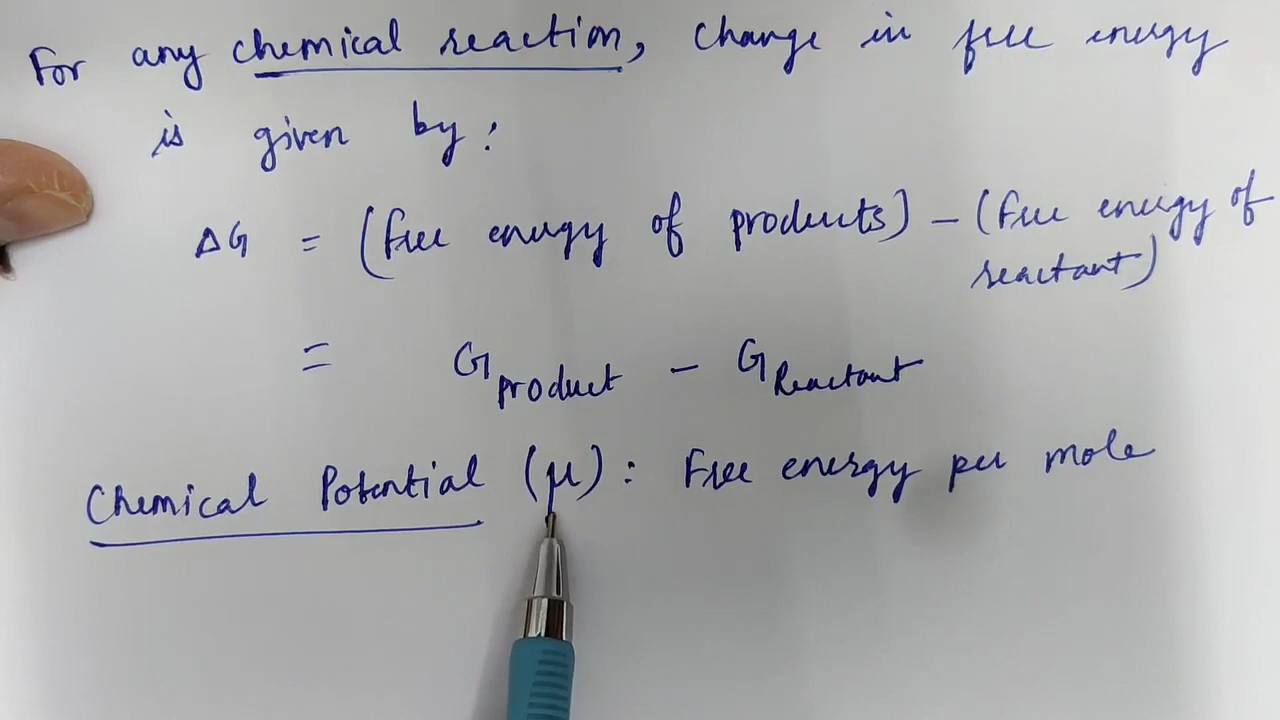 For any chemical reaction, change in free energy
is given by:
ΔG = (free energy of products) – (free energy of
reactant)
= G product – G Reactant
Chemical Potential (μ): Free energy per mole